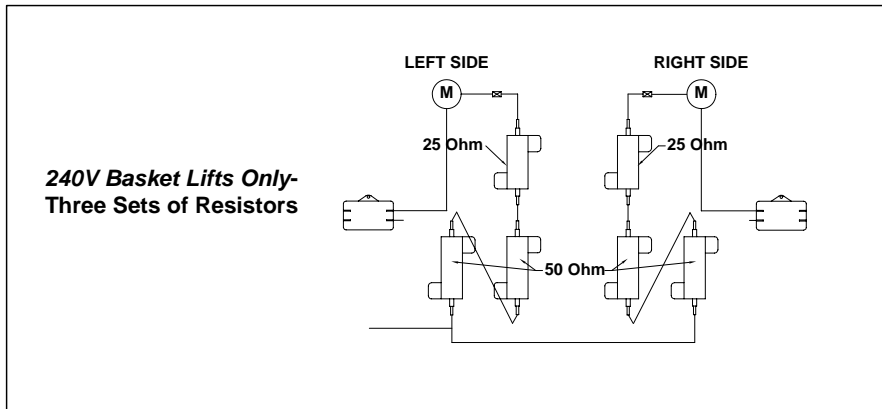 LEFT SIDE
RIGHT SIDE
M
M
25 Ohm
25 Ohm
240V Basket Lifts Only-
Three Sets of Resistors
50 Ohm